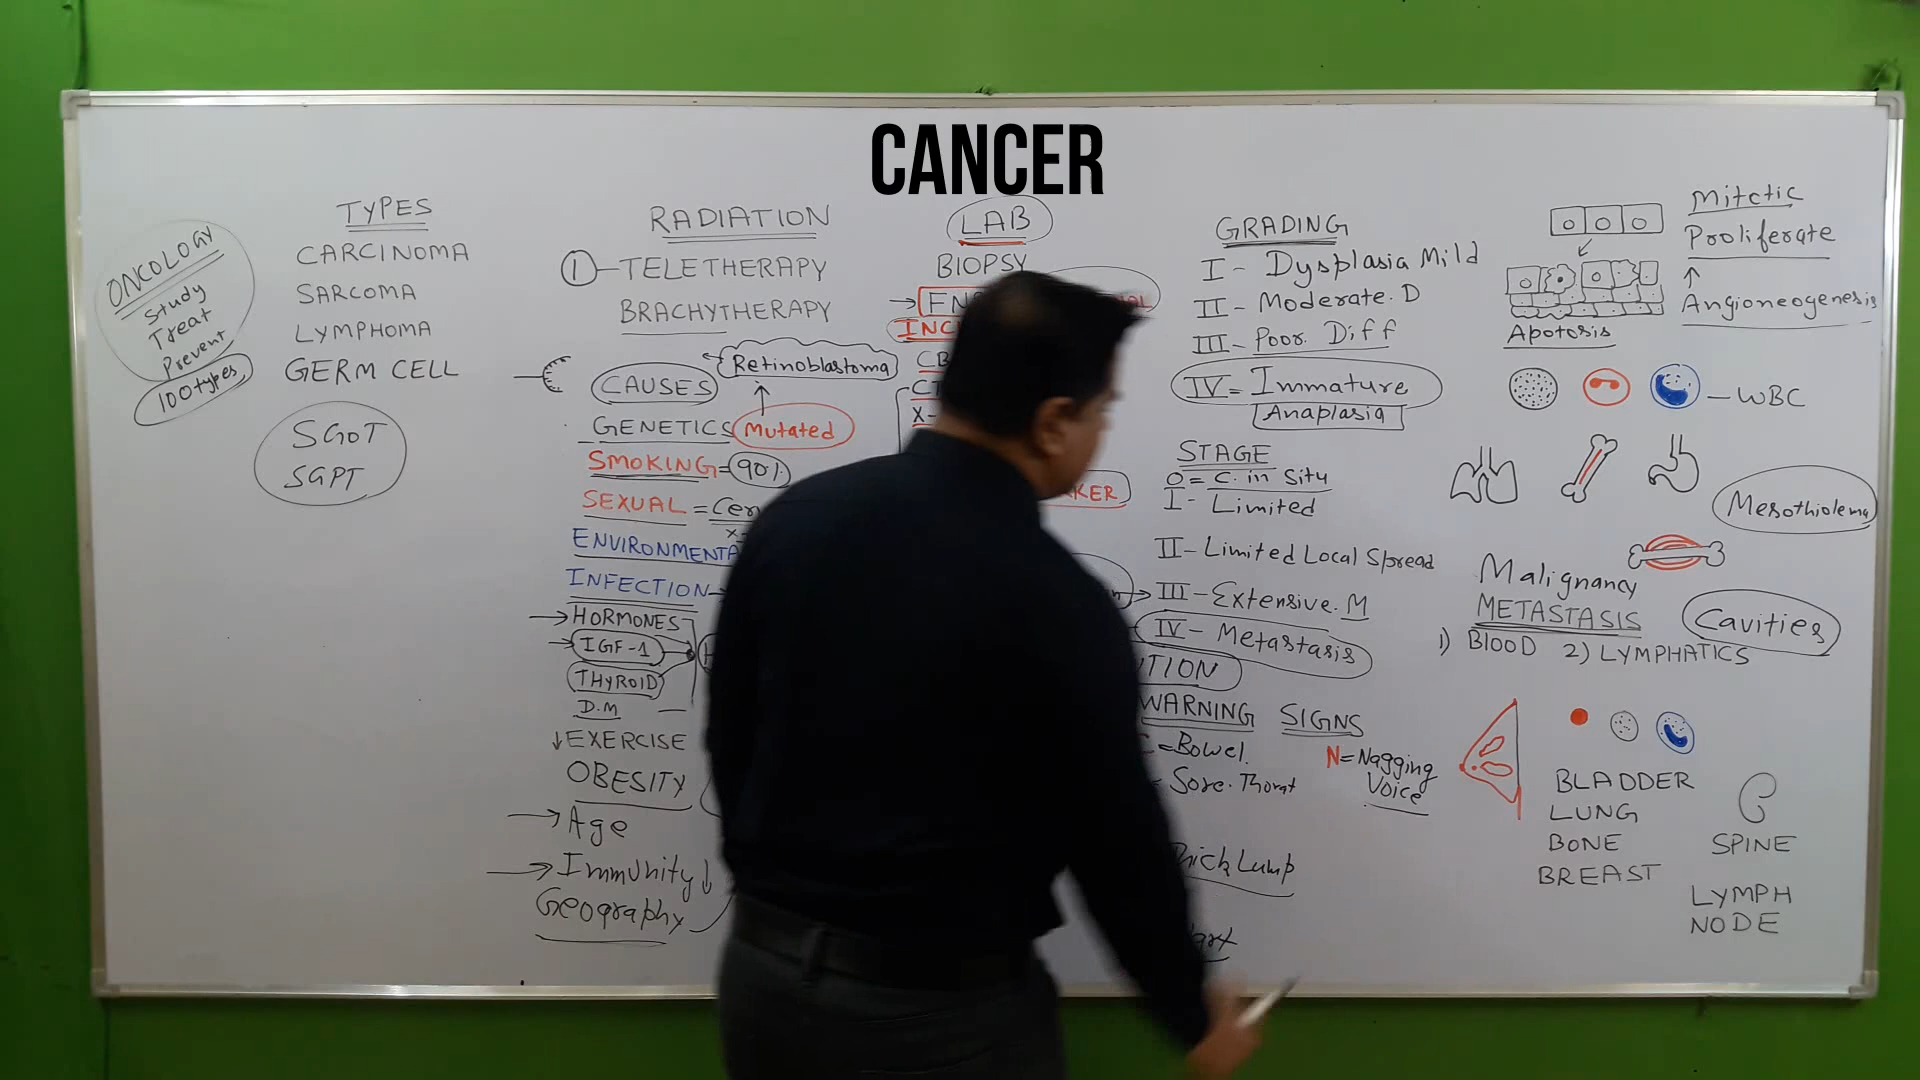 CANCER
ONCOLOGY
Study
Treat
Prevent
100 types
TYPES
CARCINOMA
SARCOMA
LYMPHOMA
GERM CELL
SGOT
SGPT
RADIATION
1 TELETHERAPY
BRACHYTHERAPY
Retinoblastoma
CAUSES
GENETICS Mutated
SMOKING = 90%
SEXUAL =
INFECTION
HORMONES
IGF-1
THYROID
D.M
↓ EXERCISE
OBESITY
Age
Immunity ↓
Geography
LAB
BIOPSY
GRADING
I - Dysplasia Mild
II - Moderate. D
III - Poor. Diff
IV = Immature
Anaplasia
STAGE
0 = C. in Situ
I - Limited
II - Limited Local Spread
III - Extensive. M
IV - Metastasis
WARNING SIGNS
= Bowel.
Sore. Thorat
N = Nagging
Voice
Lump
Mitctic
Proliferate
Angioneogenesis
Apotosis
WBC
Mesothiolema
Malignancy
METASTASIS
Cavities
1) BLOOD 2) LYMPHATICS
BLADDER
LUNG
BONE
BREAST
SPINE
LYMPH
NODE